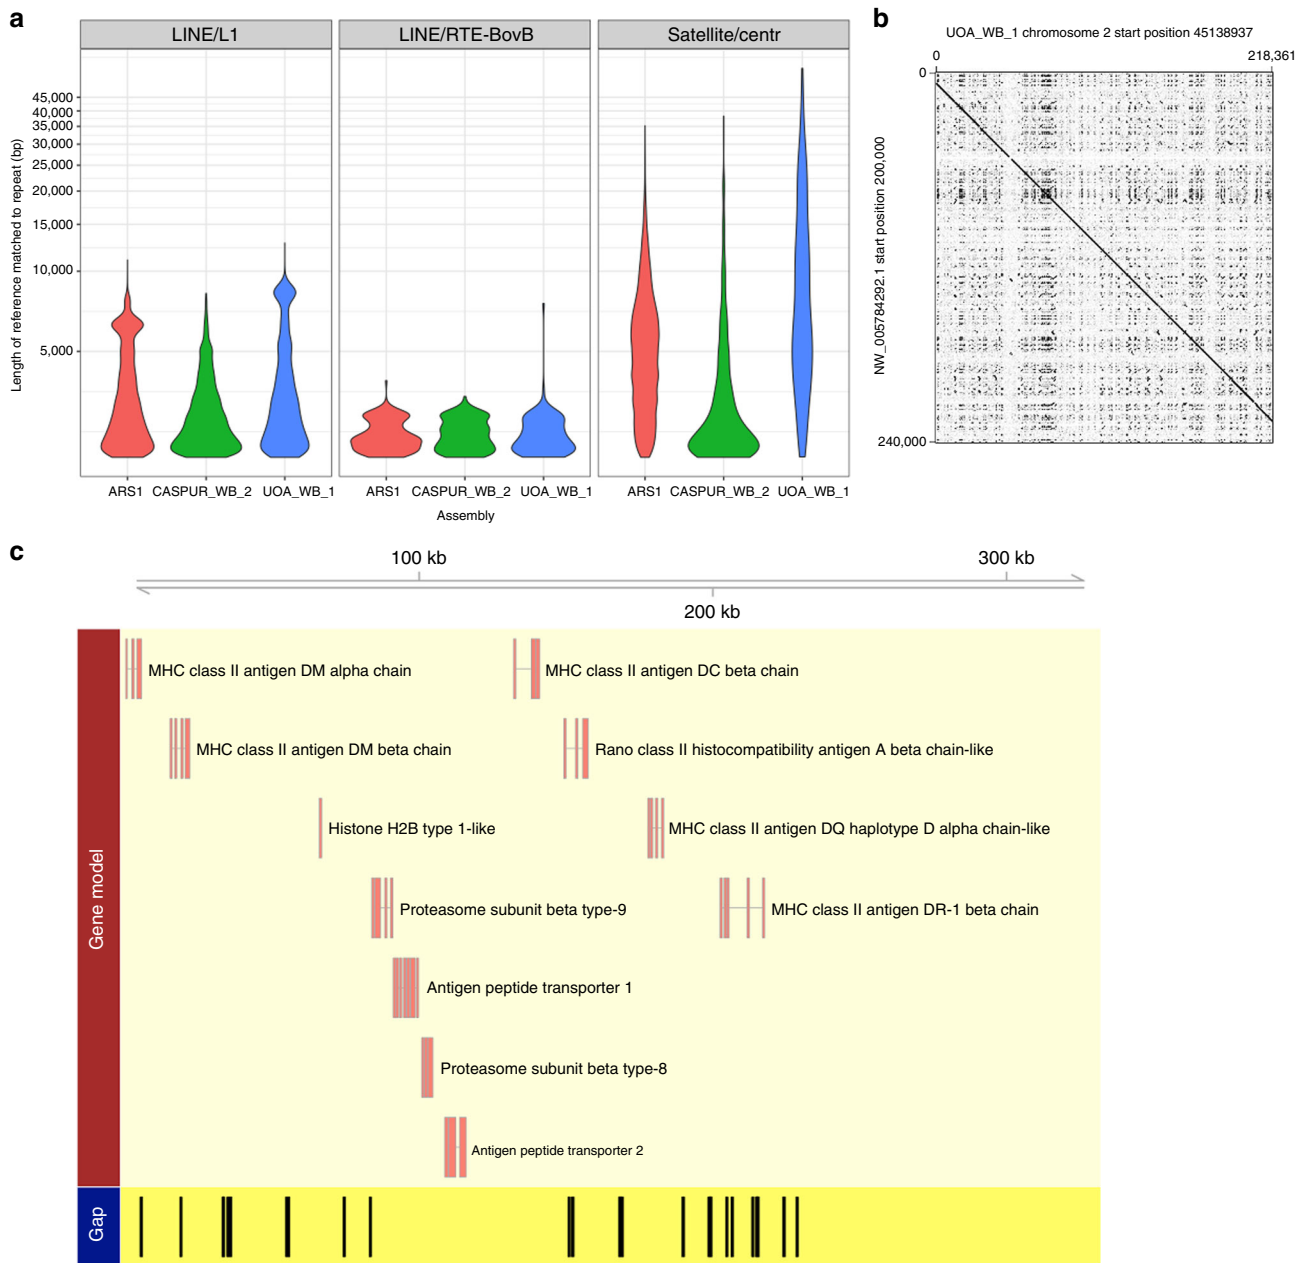 a
LINE/L1
LINE/RTE-BovB
Satellite/centr
Length of reference matched to repeat (bp)
45,000
40,000
35,000
30,000
25,000
20,000
15,000
10,000
5,000
ARS1 CASPUR_WB_2 UOA_WB_1
ARS1 CASPUR_WB_2 UOA_WB_1
ARS1 CASPUR_WB_2 UOA_WB_1
Assembly
b
UOA_WB_1 chromosome 2 start position 45138937
0 218,361
0
NW_005784292.1 start position 200,000
240,000
c
100 kb 300 kb
200 kb
Gene model
MHC class II antigen DM alpha chain
MHC class II antigen DC beta chain
MHC class II antigen DM beta chain
Rano class II histocompatibility antigen A beta chain-like
Histone H2B type 1-like
MHC class II antigen DQ haplotype D alpha chain-like
Proteasome subunit beta type-9
MHC class II antigen DR-1 beta chain
Antigen peptide transporter 1
Proteasome subunit beta type-8
Antigen peptide transporter 2
Gap